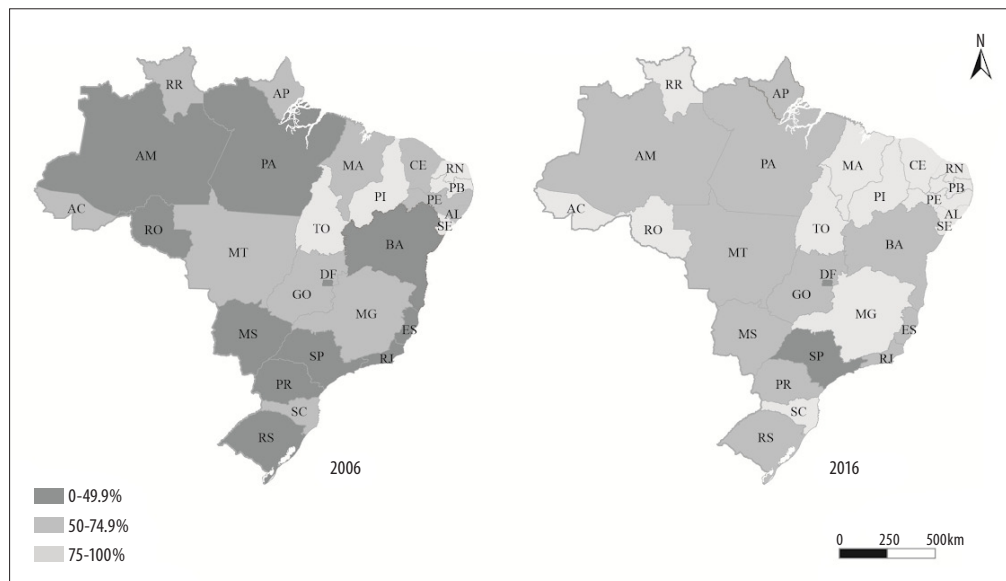 N
RR
AP
AM
PA
MA
CE
RN
PB
PE
AL
SE
PI
AC
TO
RO
BA
MT
DF
GO
MG
MS
ES
SP
RJ
PR
SC
RS
2006
RR
AP
AM
PA
MA
CE
RN
PB
PE
AL
SE
PI
AC
TO
RO
BA
MT
DF
GO
MG
MS
ES
SP
RJ
PR
SC
RS
2016
0-49.9%
50-74.9%
75-100%
0 250 500km